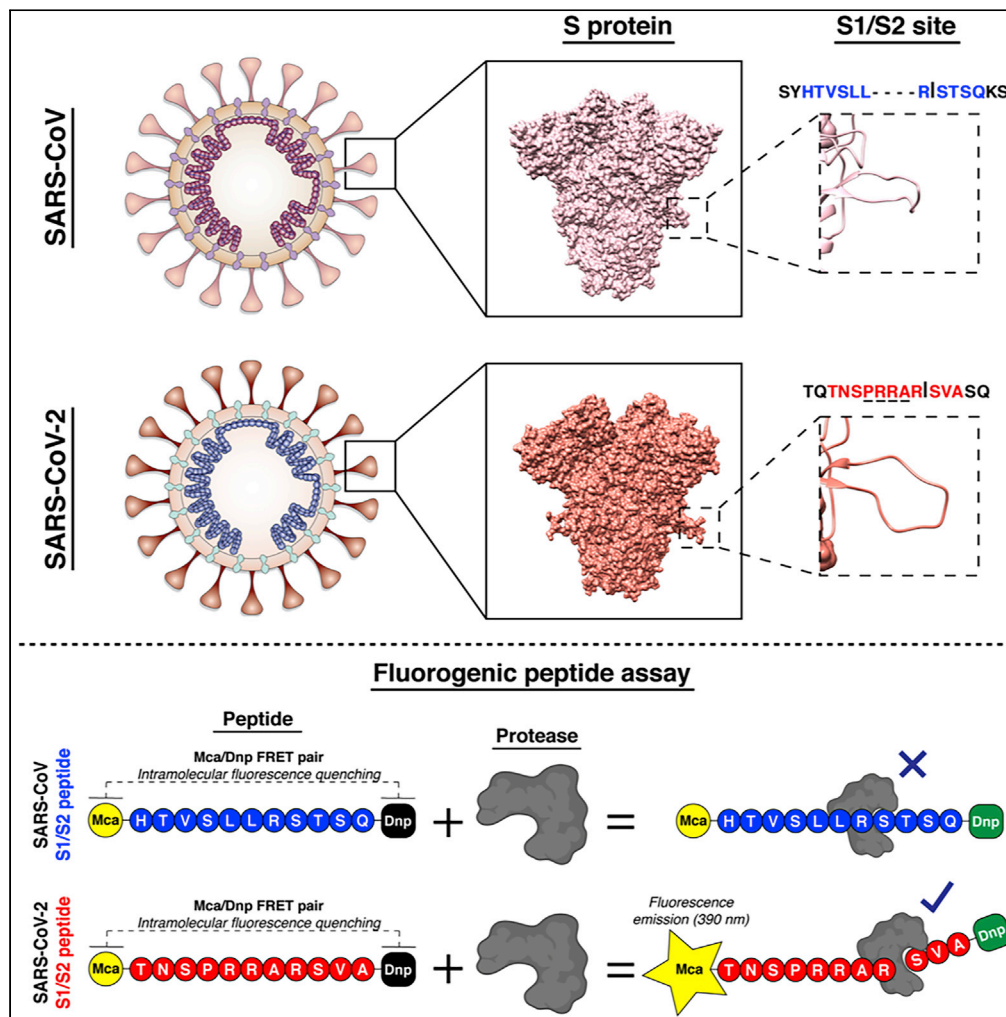 S protein
S1/S2 site
SARS-CoV
SYHTVSLL----R|STSQKS
SARS-CoV-2
TQTNSPRRAR|SVASQ
Fluorogenic peptide assay
Peptide
Protease
SARS-CoV
S1/S2 peptide
Mca/Dnp FRET pair
Intramolecular fluorescence quenching
Mca H T V S L L R S T S Q Dnp
+
=
Mca H T V S L L R S T S Q Dnp
SARS-CoV-2
S1/S2 peptide
Mca/Dnp FRET pair
Intramolecular fluorescence quenching
Mca T N S P R R A R S V A Dnp
+
=
Fluorescence
emission (390 nm)
Mca T N S P R R A R S V A Dnp